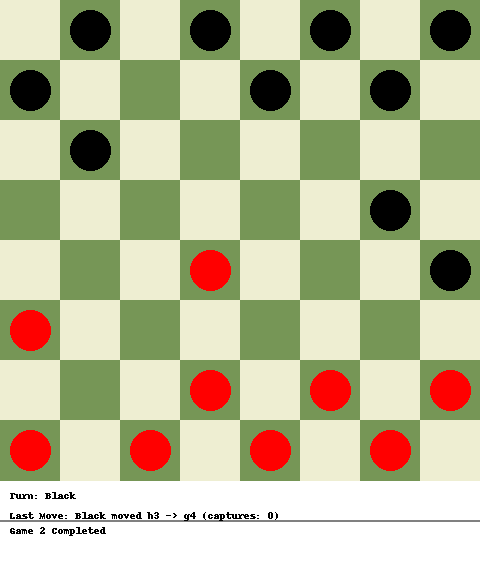 Turn: Black
Last Move: Black moved h3 -> g4 (captures: 0)
Game 2 Completed